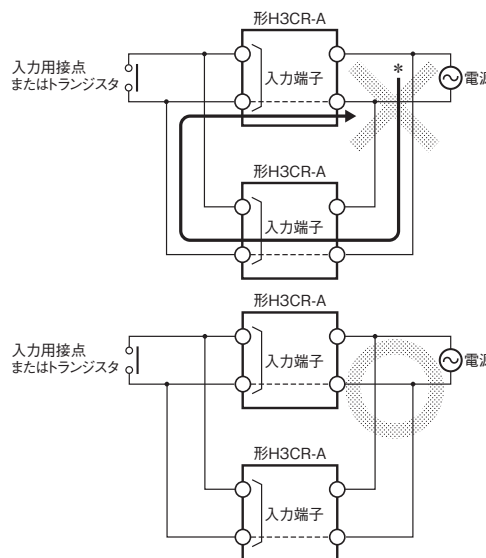 形H3CR-A
入力用接点
またはトランジスタ
入力端子
*
電源
形H3CR-A
入力端子
形H3CR-A
入力用接点
またはトランジスタ
入力端子
電源
形H3CR-A
入力端子